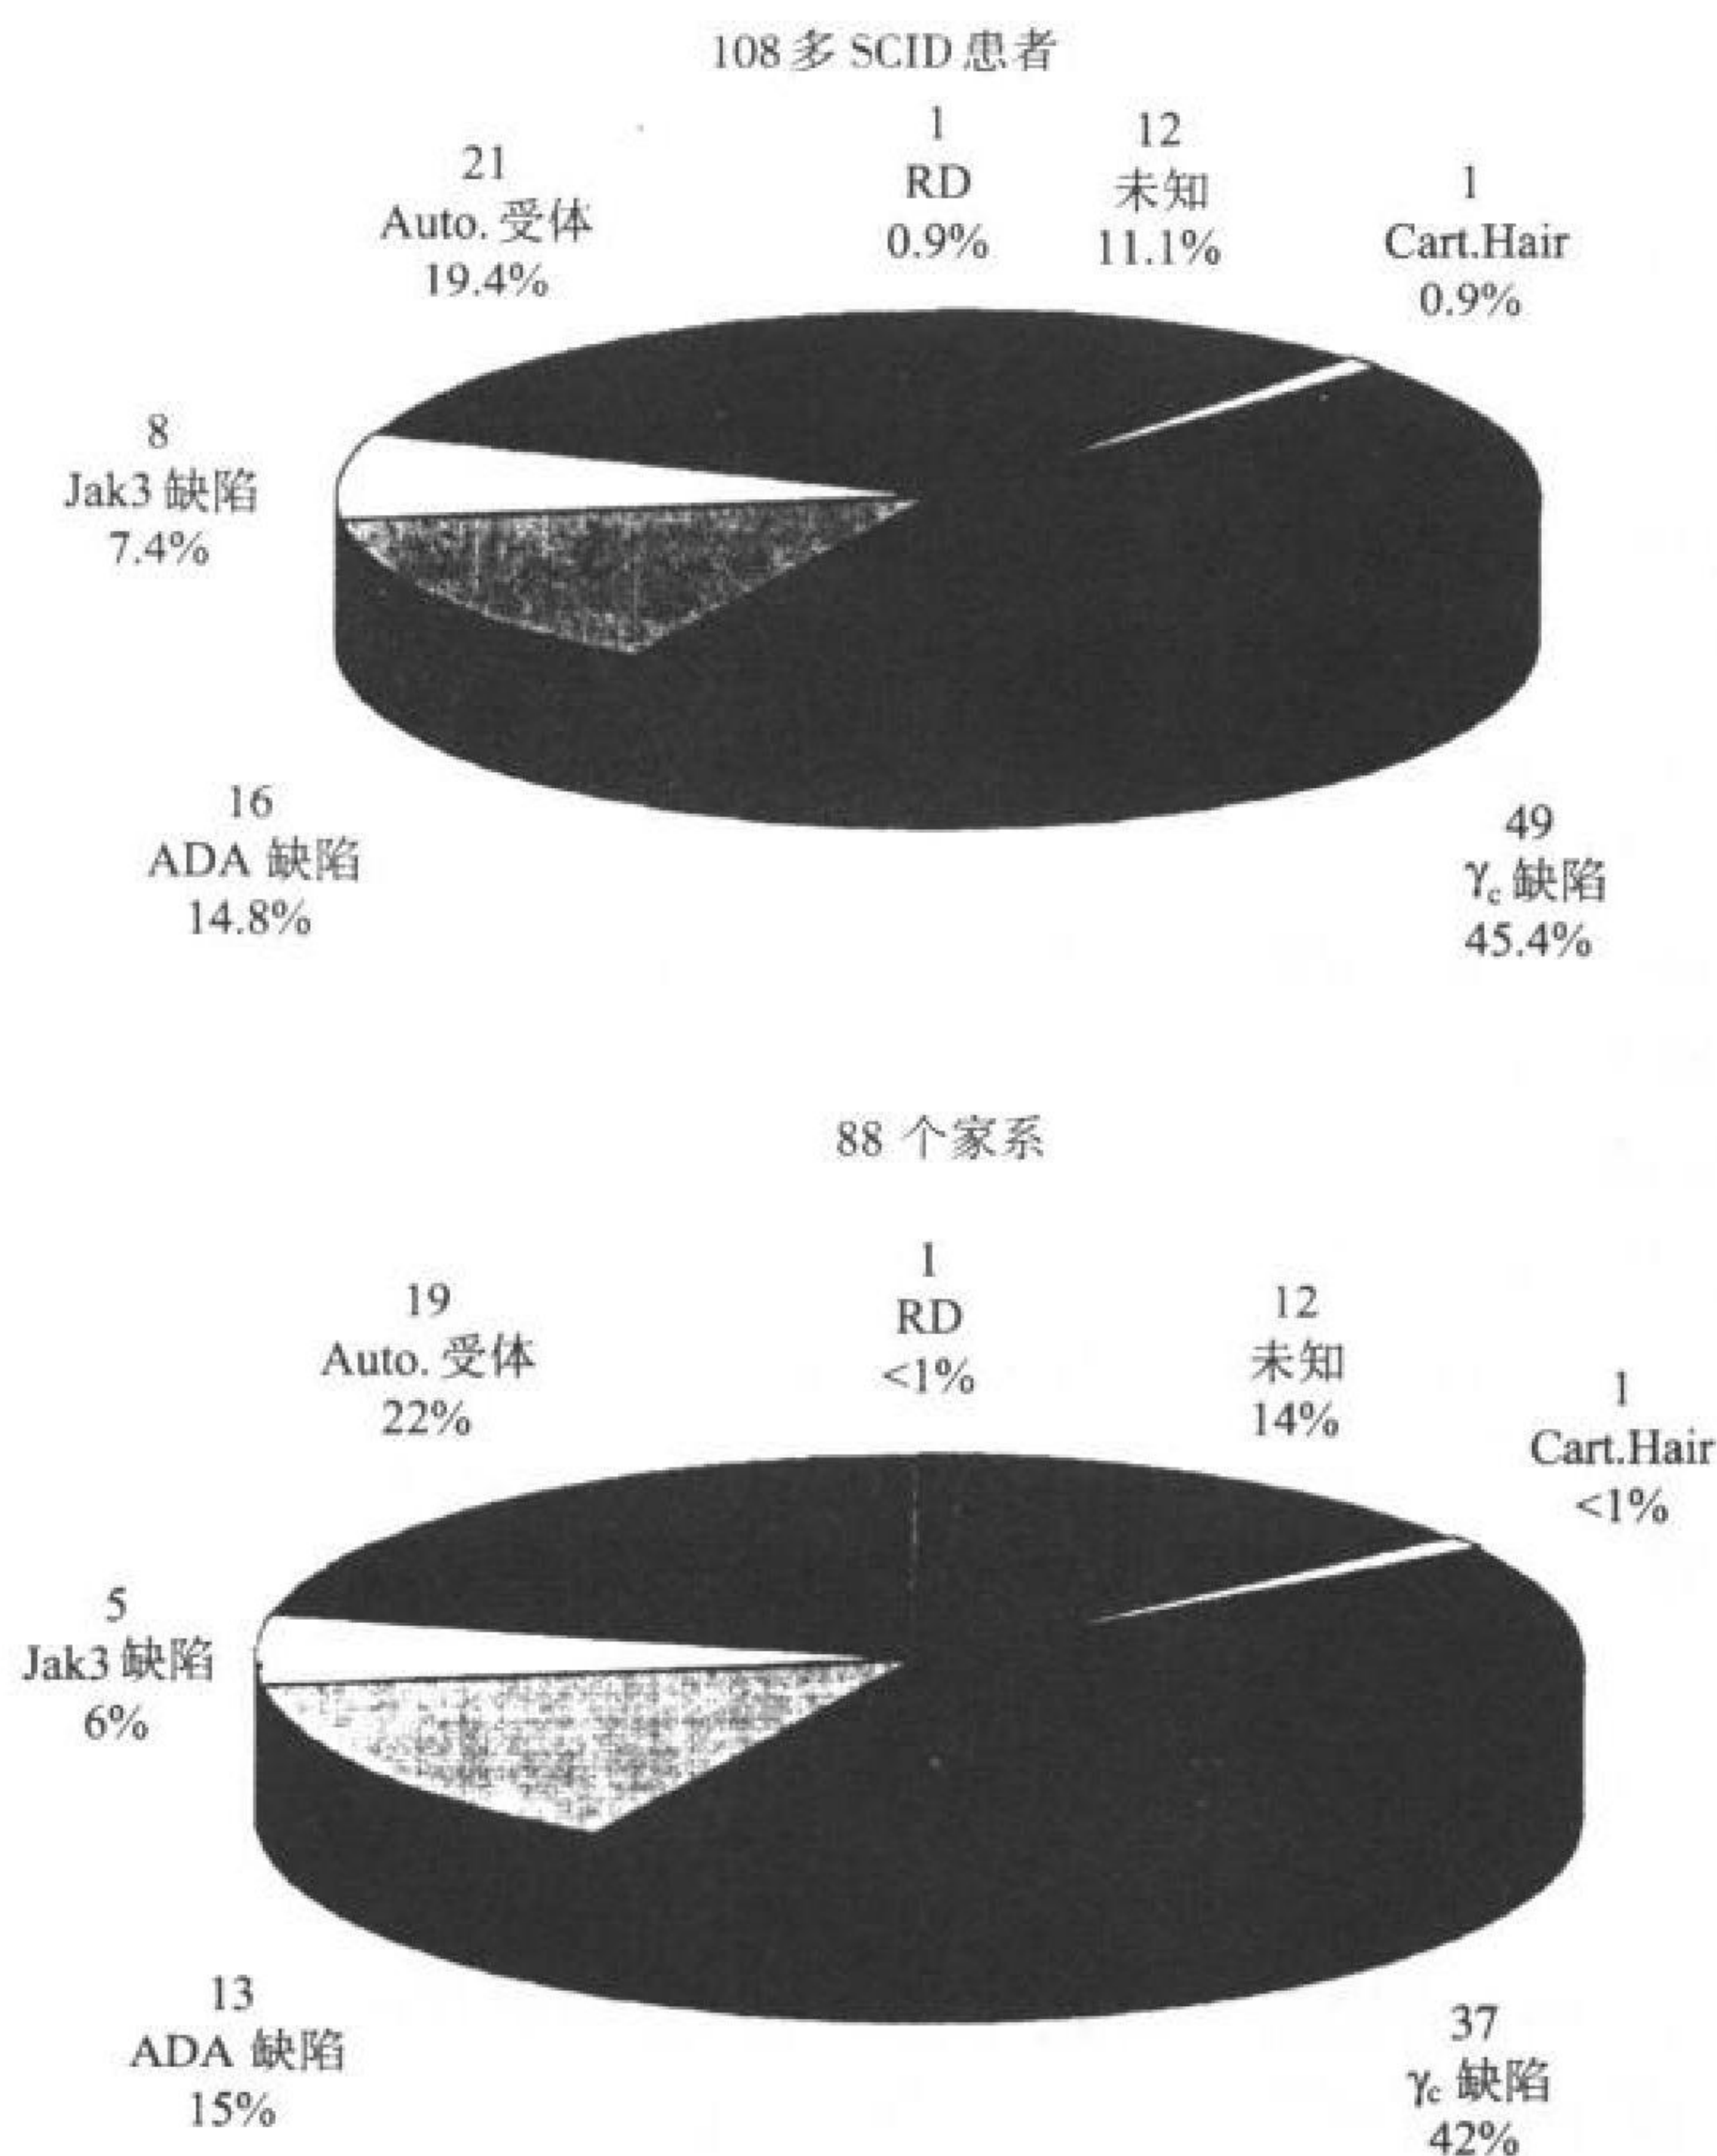 108多 SCID 患者
1
RD
0.9%
12
未知
11.1%
1
Cart.Hair
0.9%
21
Auto. 受体
19.4%
8
Jak3 缺陷
7.4%
16
ADA 缺陷
14.8%
49
γc 缺陷
45.4%
88 个家系
1
RD
<1%
12
未知
14%
1
Cart.Hair
<1%
19
Auto. 受体
22%
5
Jak3 缺陷
6%
13
ADA 缺陷
15%
37
γc 缺陷
42%